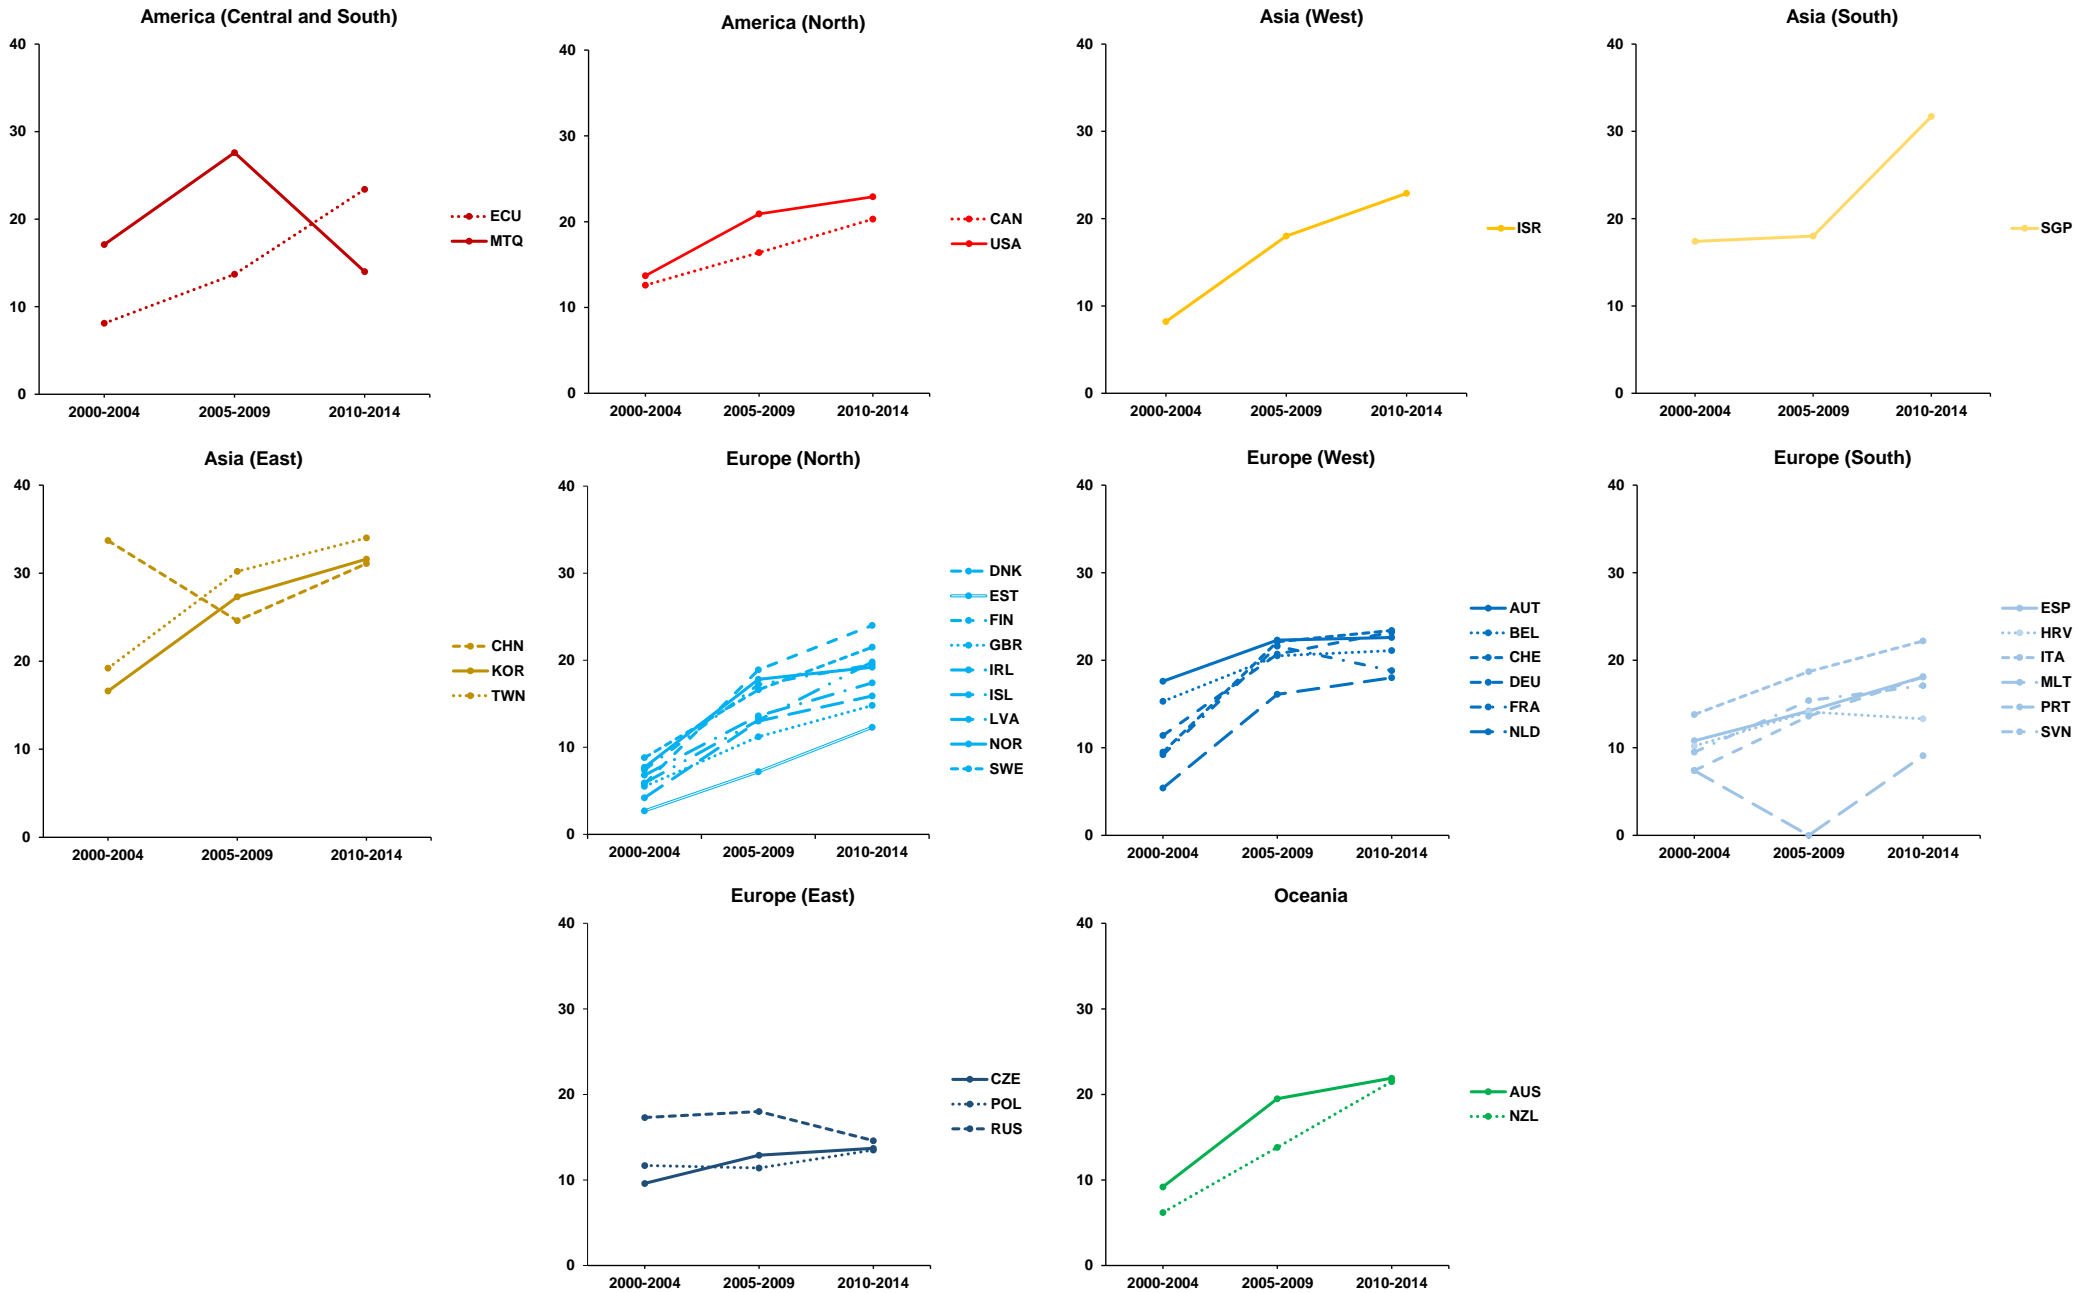 America (Central and South)
40
30
20
10
0
2000-2004 2005-2009 2010-2014
ECU
MTQ
America (North)
40
30
20
10
0
2000-2004 2005-2009 2010-2014
CAN
USA
Asia (West)
40
30
20
10
0
2000-2004 2005-2009 2010-2014
ISR
Asia (South)
40
30
20
10
0
2000-2004 2005-2009 2010-2014
SGP
Asia (East)
40
30
20
10
0
2000-2004 2005-2009 2010-2014
CHN
KOR
TWN
Europe (North)
40
30
20
10
0
2000-2004 2005-2009 2010-2014
DNK
EST
FIN
GBR
IRL
ISL
LVA
NOR
SWE
Europe (West)
40
30
20
10
0
2000-2004 2005-2009 2010-2014
AUT
BEL
CHE
DEU
FRA
NLD
Europe (South)
40
30
20
10
0
2000-2004 2005-2009 2010-2014
ESP
HRV
ITA
MLT
PRT
SVN
Europe (East)
40
30
20
10
0
2000-2004 2005-2009 2010-2014
CZE
POL
RUS
Oceania
40
30
20
10
0
2000-2004 2005-2009 2010-2014
AUS
NZL